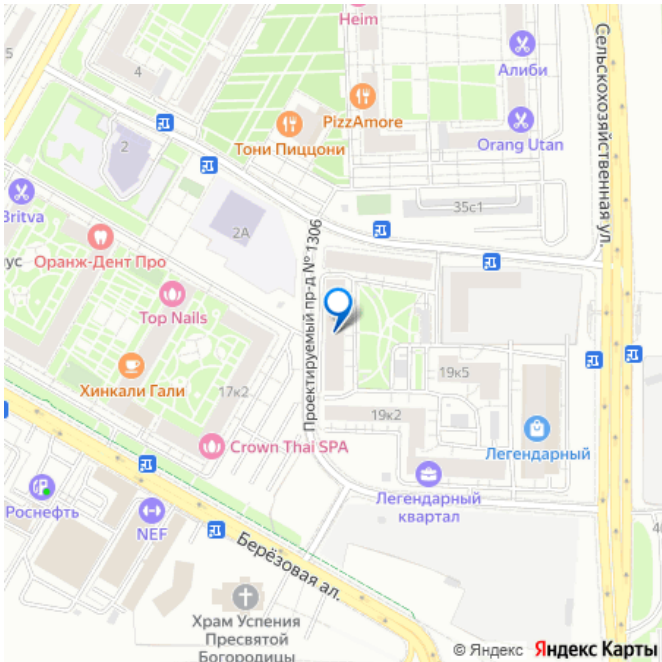 Heim
4
Алиби
PizzAmore
Тони Пиццони
Orang Utan
Сельскохозяйственная ул.
2
Britva
35с1
2А
Проектируемый пр-д № 1306
Оранж-Дент Про
ус
Top Nails
Хинкали Гали
17к2
19к5
19к2
Crown Thai SPA
Легендарный
Легендарный
квартал
Роснефть
NEF
Берёзовая ал.
Храм Успения
Пресвятой
Богородицы
© Яндекс Яндекс Карты